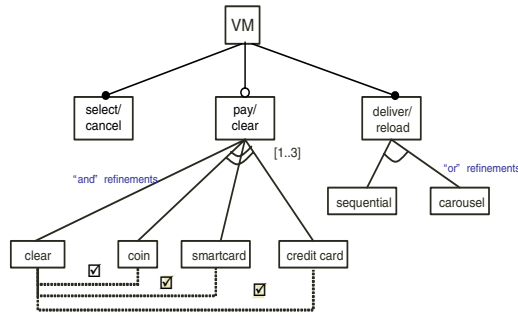 VM
select/
cancel
pay/
clear
deliver/
reload
[1..3]
“and” refinements
“or” refinements
sequential
carousel
clear
coin
smartcard
credit card